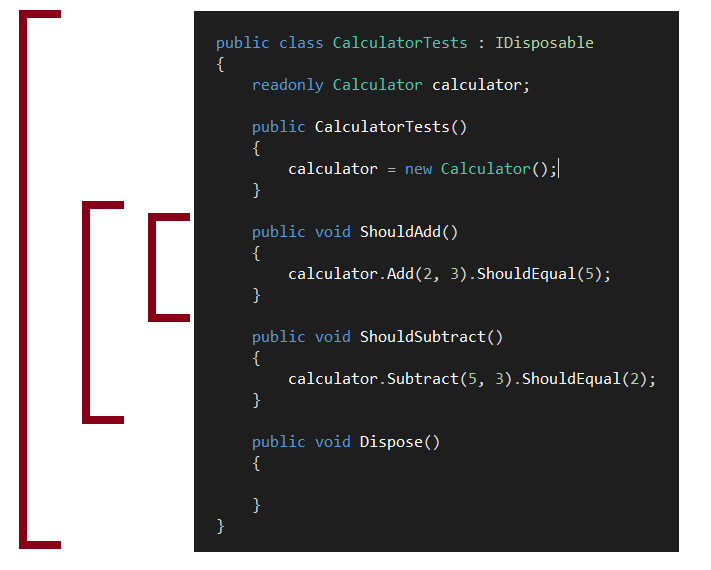 public class CalculatorTests : IDisposable
{
    readonly Calculator calculator;

    public CalculatorTests()
    {
        calculator = new Calculator();
    }

    public void ShouldAdd()
    {
        calculator.Add(2, 3).ShouldEqual(5);
    }

    public void ShouldSubtract()
    {
        calculator.Subtract(5, 3).ShouldEqual(2);
    }

    public void Dispose()
    {

    }
}